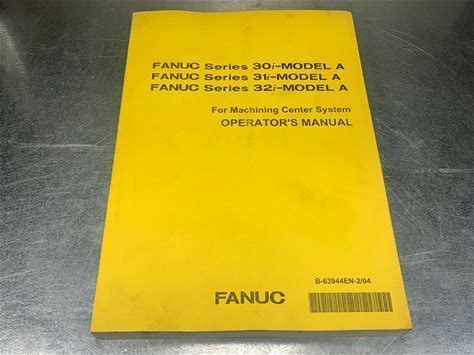 FANUC Series 30i-MODEL A
FANUC Series 31i-MODEL A
FANUC Series 32i-MODEL A
For Machining Center System
OPERATOR'S MANUAL
B-63944EN-2/04
FANUC